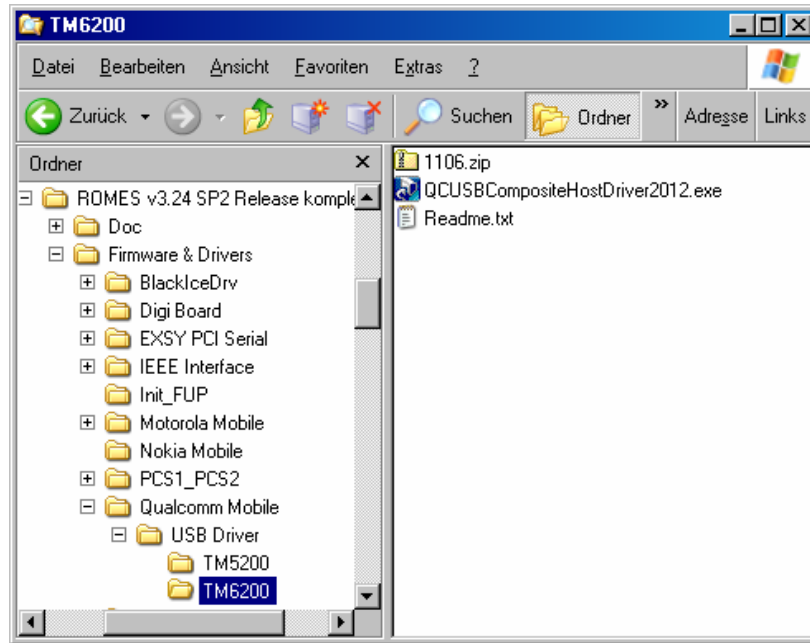 TM6200
Datei Bearbeiten Ansicht Favoriten Extras ?
Zurück Suchen Ordner » Adresse Links
Ordner
ROMES v3.24 SP2 Release komple
Doc
Firmware & Drivers
BlackIceDrv
Digi Board
EXSY PCI Serial
IEEE Interface
Init_FUP
Motorola Mobile
Nokia Mobile
PCS1_PCS2
Qualcomm Mobile
USB Driver
TM5200
TM6200
1106.zip
QCUSBCompositeHostDriver2012.exe
Readme.txt